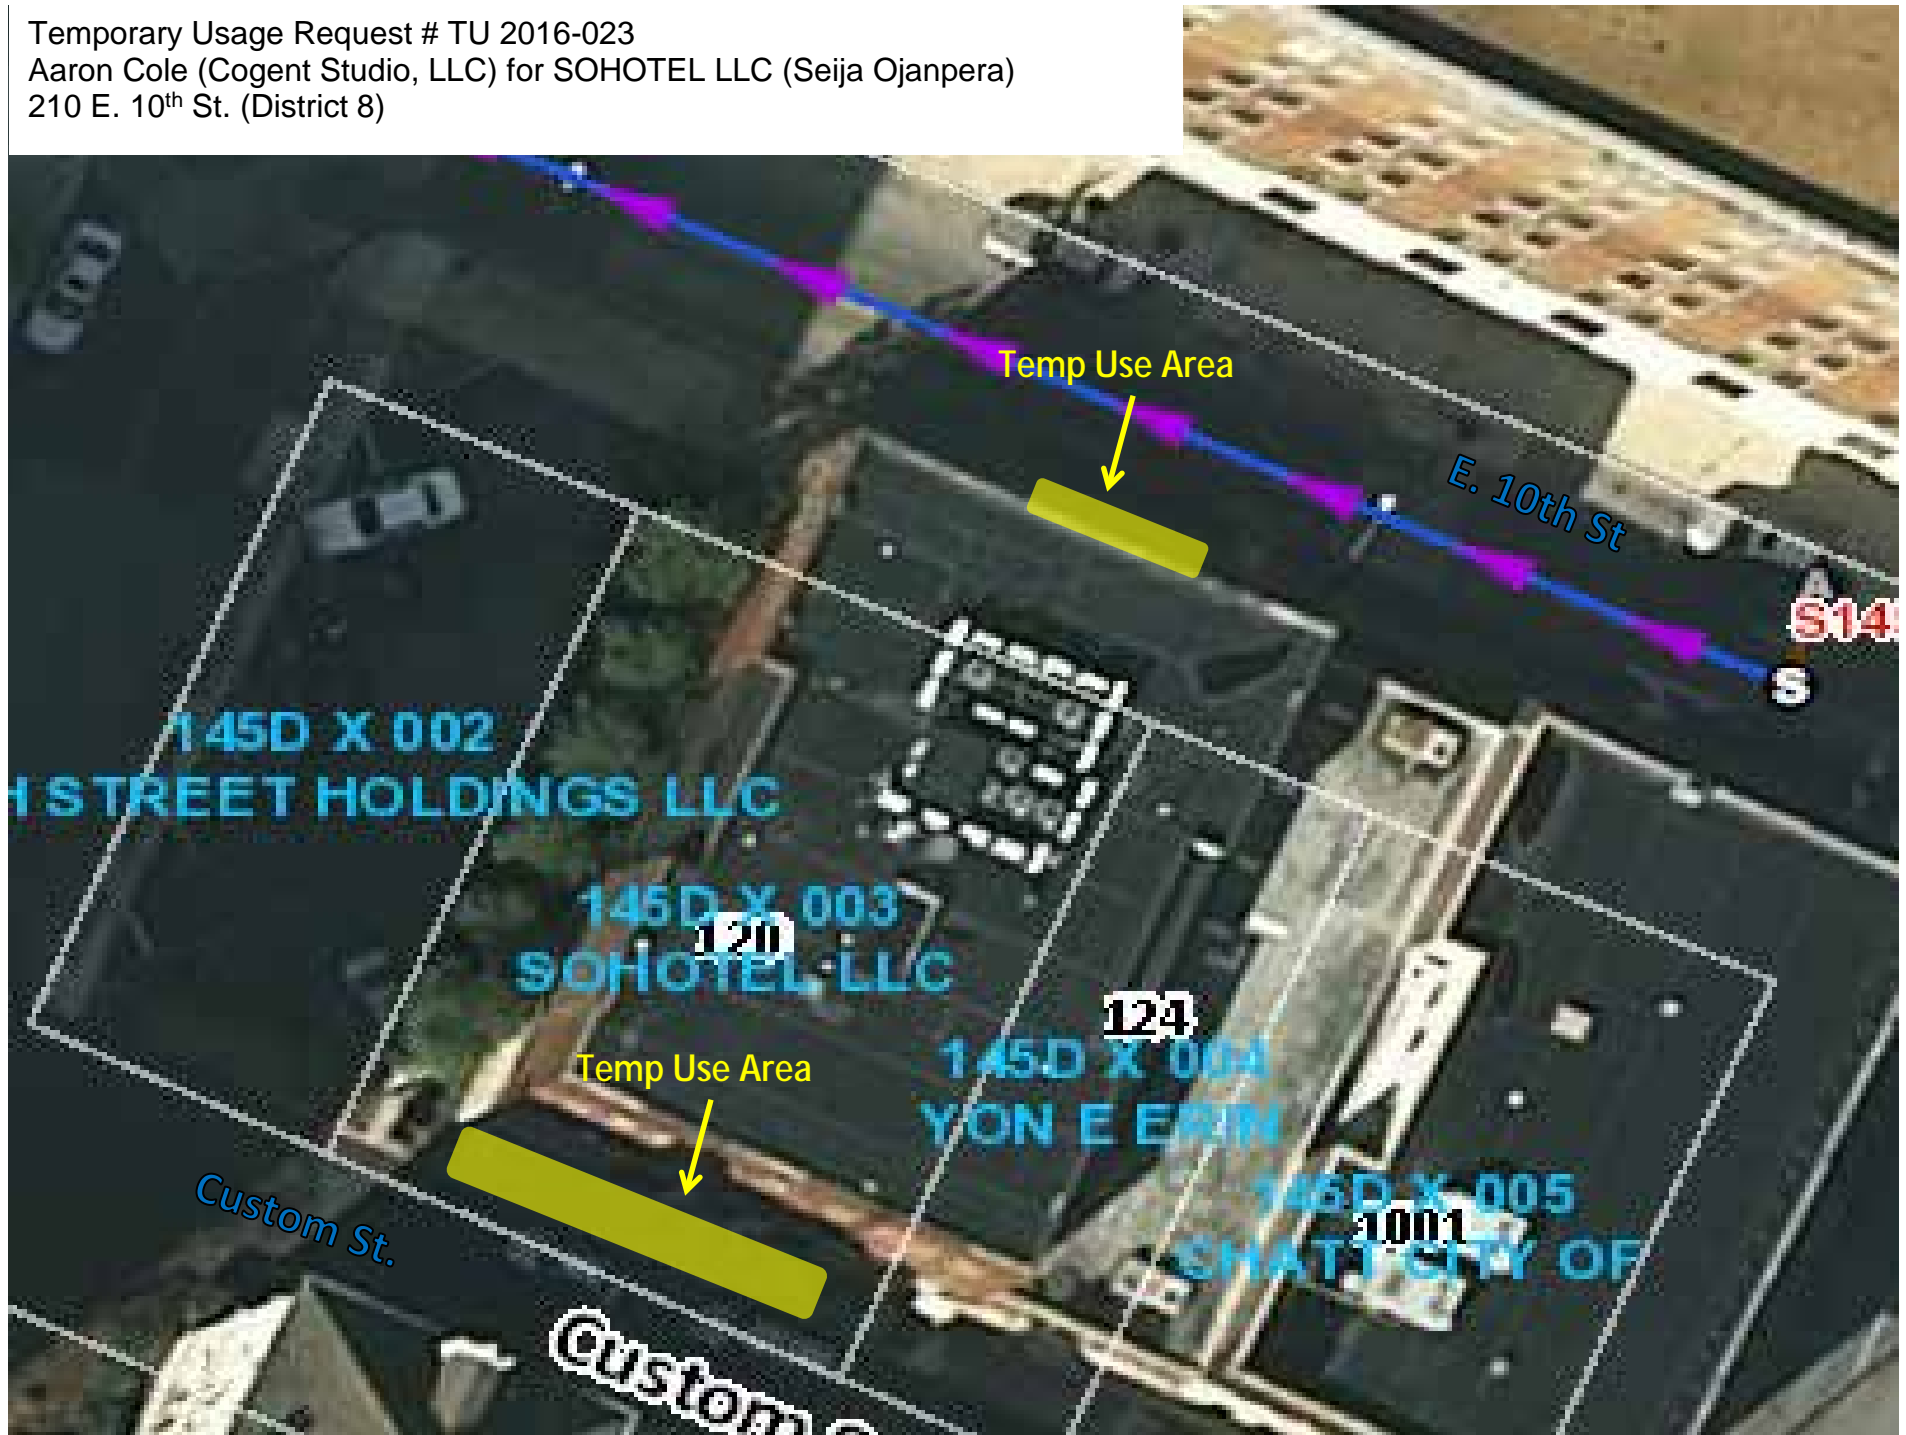 Temporary Usage Request # TU 2016-023
Aaron Cole (Cogent Studio, LLC) for SOHOTEL LLC (Seija Ojanpera)
210 E. 10th St. (District 8)
Temp Use Area
E. 10th St
S14
S
145D X 002
H STREET HOLDINGS LLC
145D X 003
120
SOHOTEL LLC
124
145D X 004
YON E ERIN
Temp Use Area
145D X 005
1001
CHATT CITY OF
Custom St.
Custom